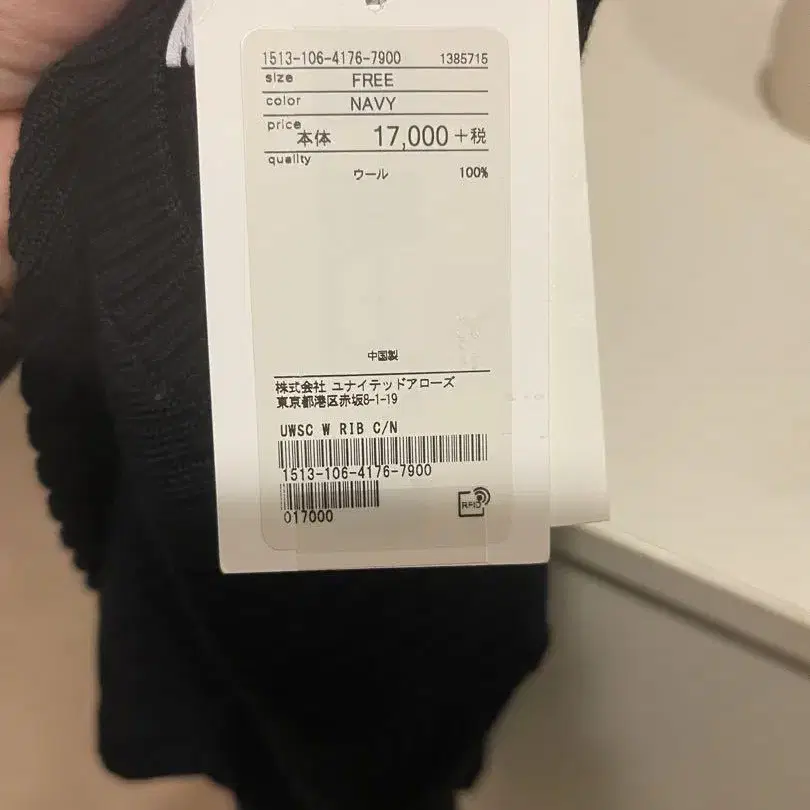 1513-106-4176-7900 1385715
size FREE
color NAVY
price 本体 17,000+税
quality
ウール 100%
中国製
株式会社 ユナイテッドアローズ
東京都港区赤坂8-1-19
UWSC W RIB C/N
1513-106-4176-7900
017000
RFID